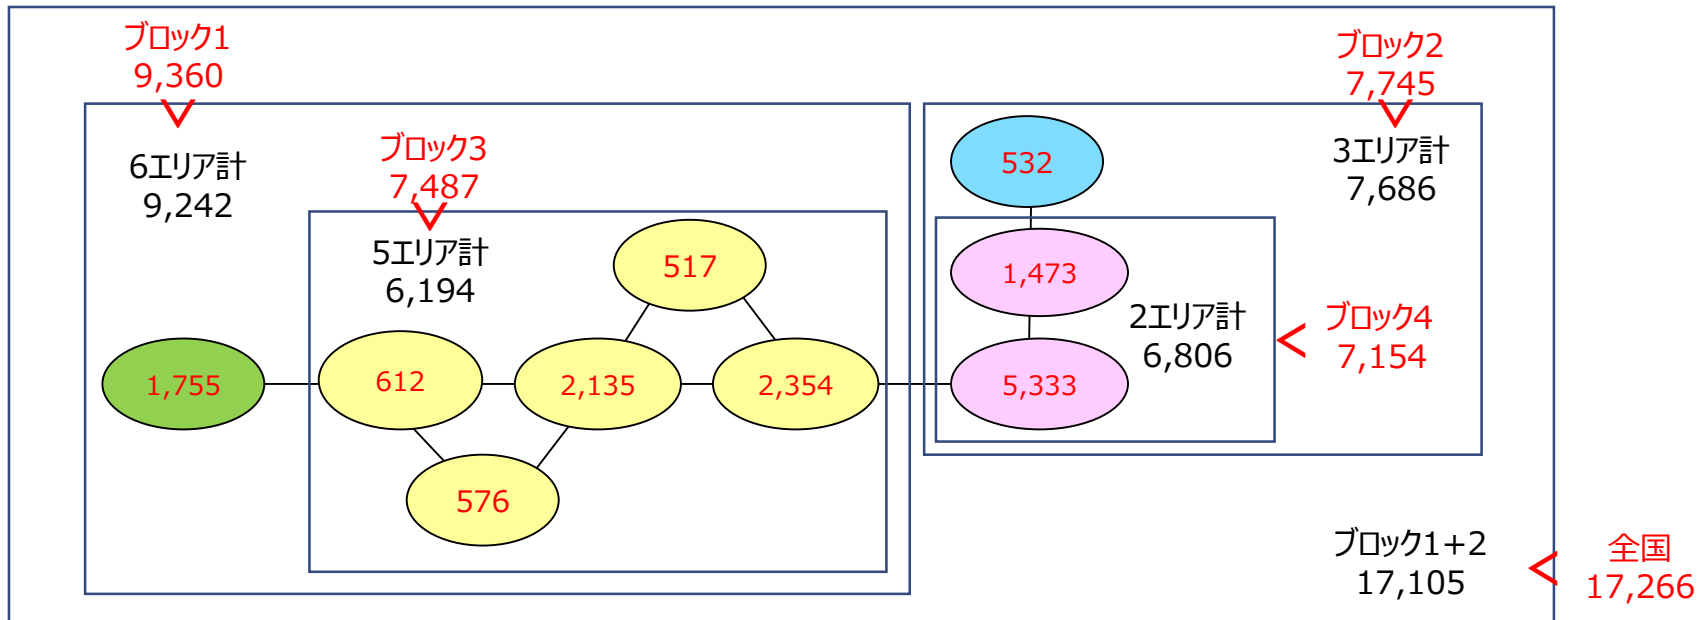 ブロック1
9,360
6エリア計
9,242
ブロック3
7,487
5エリア計
6,194
517
1,755
612
2,135
2,354
576
ブロック2
7,745
3エリア計
7,686
532
1,473
2エリア計
6,806
5,333
ブロック4
7,154
ブロック1+2
17,105
全国
17,266